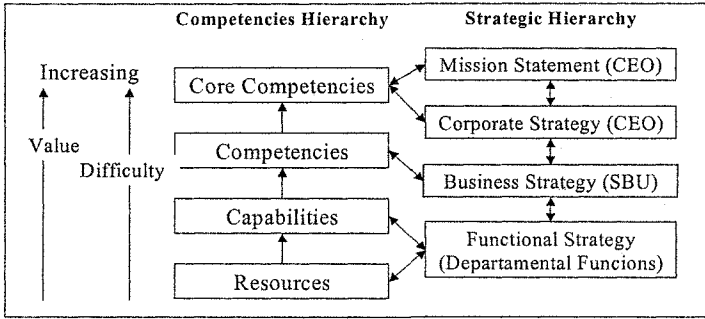 Competencies Hierarchy
Strategic Hierarchy
Increasing
Value
Difficulty
Core Competencies
Competencies
Capabilities
Resources
Mission Statement (CEO)
Corporate Strategy (CEO)
Business Strategy (SBU)
Functional Strategy
(Departamental Funcions)